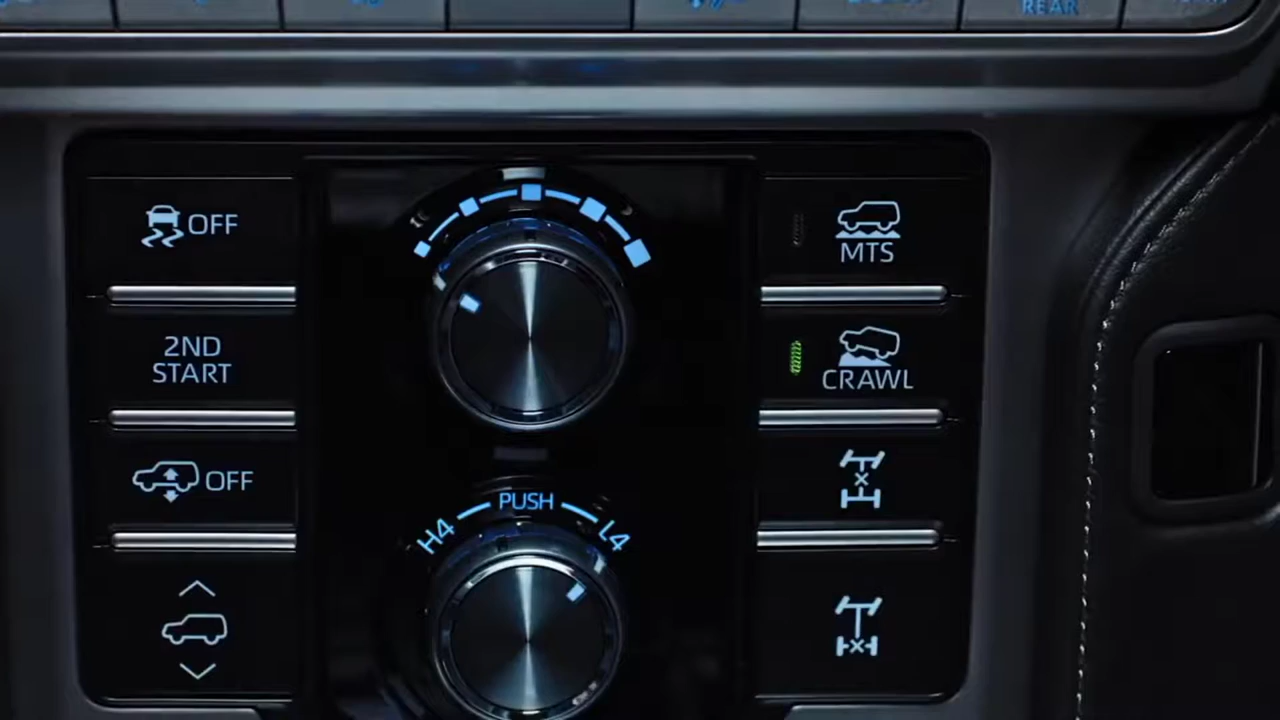 REAR
OFF
MTS
2ND
START
CRAWL
OFF
PUSH
H4
L4